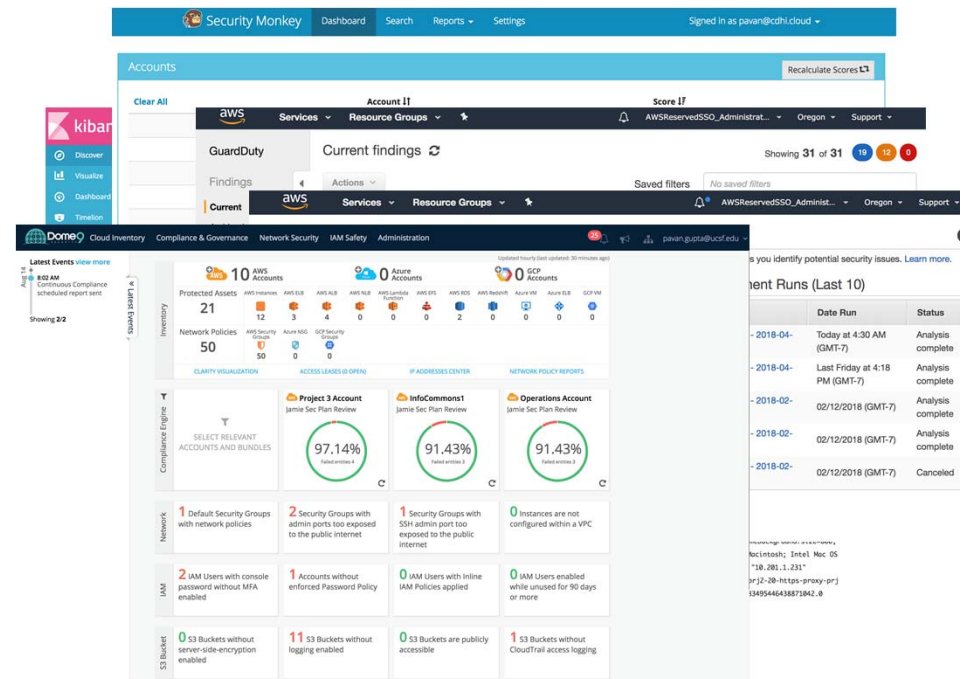 Security Monkey Dashboard Search Reports Settings Signed in as pavan@cdhi.cloud
Accounts
Recalculate Scores
Clear All Account Score
kibar
Discover
Visualize
Dashboard
Timelion
aws Services Resource Groups AWSReservedSSO_Administrat... Oregon Support
GuardDuty
Findings
Current
Current findings
Showing 31 of 31 19 12 0
Actions
Saved filters No saved filters
aws Services Resource Groups AWSReservedSSO_Administ... Oregon Support
s you identify potential security issues. Learn more.
ent Runs (Last 10)
Date Run Status
- 2018-04- Today at 4:30 AM (GMT-7) Analysis complete
- 2018-04- Last Friday at 4:18 PM (GMT-7) Analysis complete
- 2018-02- 02/12/2018 (GMT-7) Analysis complete
- 2018-02- 02/12/2018 (GMT-7) Analysis complete
- 2018-02- 02/12/2018 (GMT-7) Canceled
Macintosh; Intel Mac OS
"10.201.1.231"
prj2-20-https-proxy-prj
Dome9 Cloud Inventory Compliance & Governance Network Security IAM Safety Administration 25 pavan.gupta@ucsf.edu
Latest Events view more
Aug 14
8:02 AM
Continuous Compliance
scheduled report sent
Showing 2/2
Latest Events
Updated hourly (last updated: 30 minutes ago)
Inventory
AWS 10 AWS Accounts
0 Azure Accounts
0 GCP Accounts
Protected Assets AWS Instances AWS ELB AWS ALB AWS NLB AWS Lambda Function AWS EFS AWS RDS AWS Redshift Azure VM Azure ELB GCP VM
21 12 3 4 0 0 0 2 0 0 0 0
Network Policies AWS Security Groups Azure NSG GCP Security Groups
50 50 0 0
CLARITY VISUALIZATION ACCESS LEASES (0 OPEN) IP ADDRESSES CENTER NETWORK POLICY REPORTS
Compliance Engine
SELECT RELEVANT
ACCOUNTS AND BUNDLES
Project 3 Account
Jamie Sec Plan Review
97.14%
Failed entities 4
InfoCommons1
Jamie Sec Plan Review
91.43%
Failed entities 3
Operations Account
Jamie Sec Plan Review
91.43%
Failed entities 3
Network
1 Default Security Groups
with network policies
2 Security Groups with
admin ports too exposed
to the public internet
1 Security Groups with
SSH admin port too
exposed to the public
internet
0 Instances are not
configured within a VPC
IAM
2 IAM Users with console
password without MFA
enabled
1 Accounts without
enforced Password Policy
0 IAM Users with Inline
IAM Policies applied
0 IAM Users enabled
while unused for 90 days
or more
S3 Bucket
0 S3 Buckets without
server-side-encryption
enabled
11 S3 Buckets without
logging enabled
0 S3 Buckets are publicly
accessible
1 S3 Buckets without
CloudTrail access logging